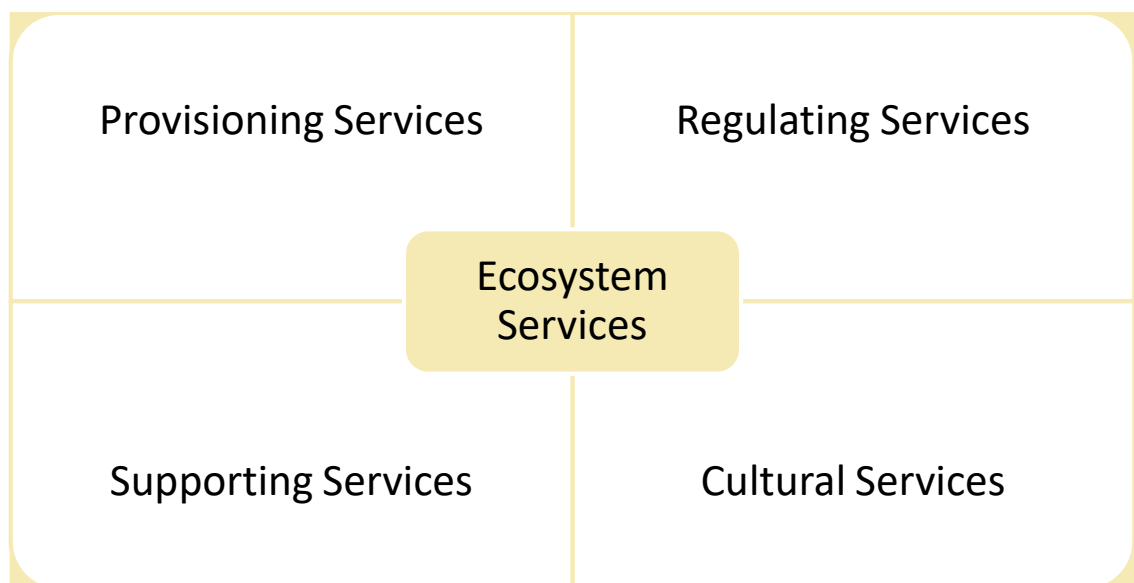 Provisioning Services
Regulating Services
Ecosystem
Services
Supporting Services
Cultural Services